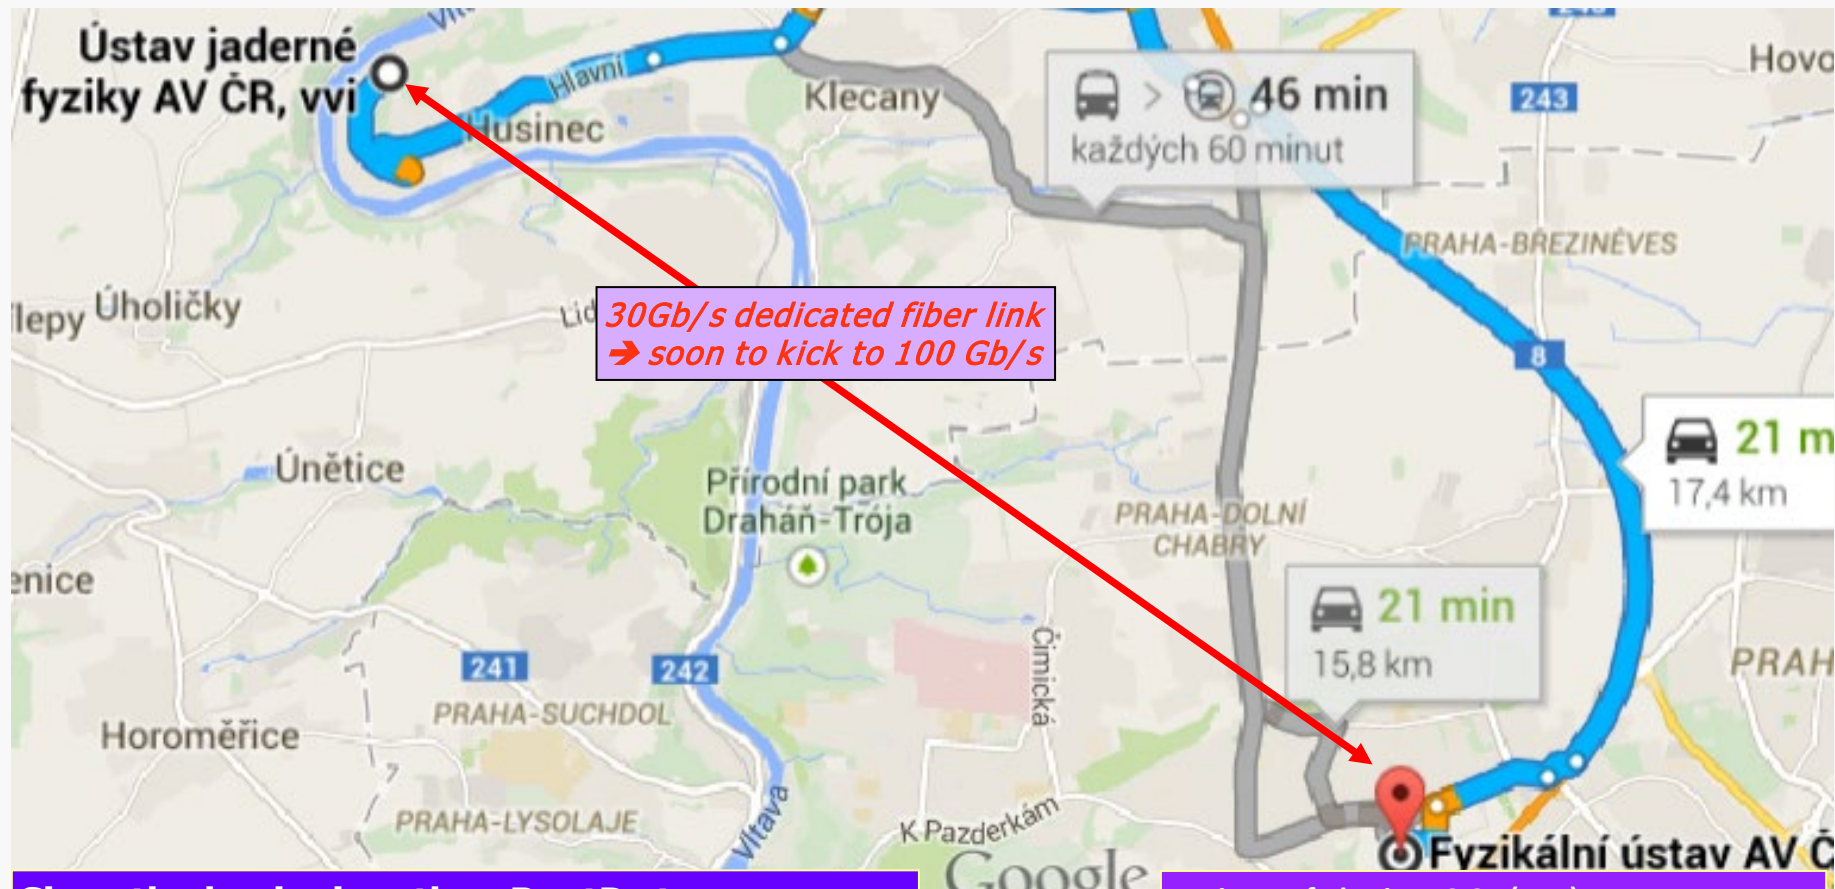 Ústav jaderné
fyziky AV ČR, vvi
Hlavní
Husinec
Klecany
46 min
každých 60 minut
243
Hovo
PRAHA-BŘEZINĚVES
Úholičky
30Gb/s dedicated fiber link
➔ soon to kick to 100 Gb/s
8
21 m
17,4 km
Únětice
Přírodní park
Draháň-Trója
PRAHA-DOLNÍ
CHABRY
enice
21 min
15,8 km
Čimická
241
242
PRAH
PRAHA-SUCHDOL
Horoměřice
7
PRAHA-LYSOLAJE
Vltava
K Pazderkám
Google
Fyzikální ústav AV Č